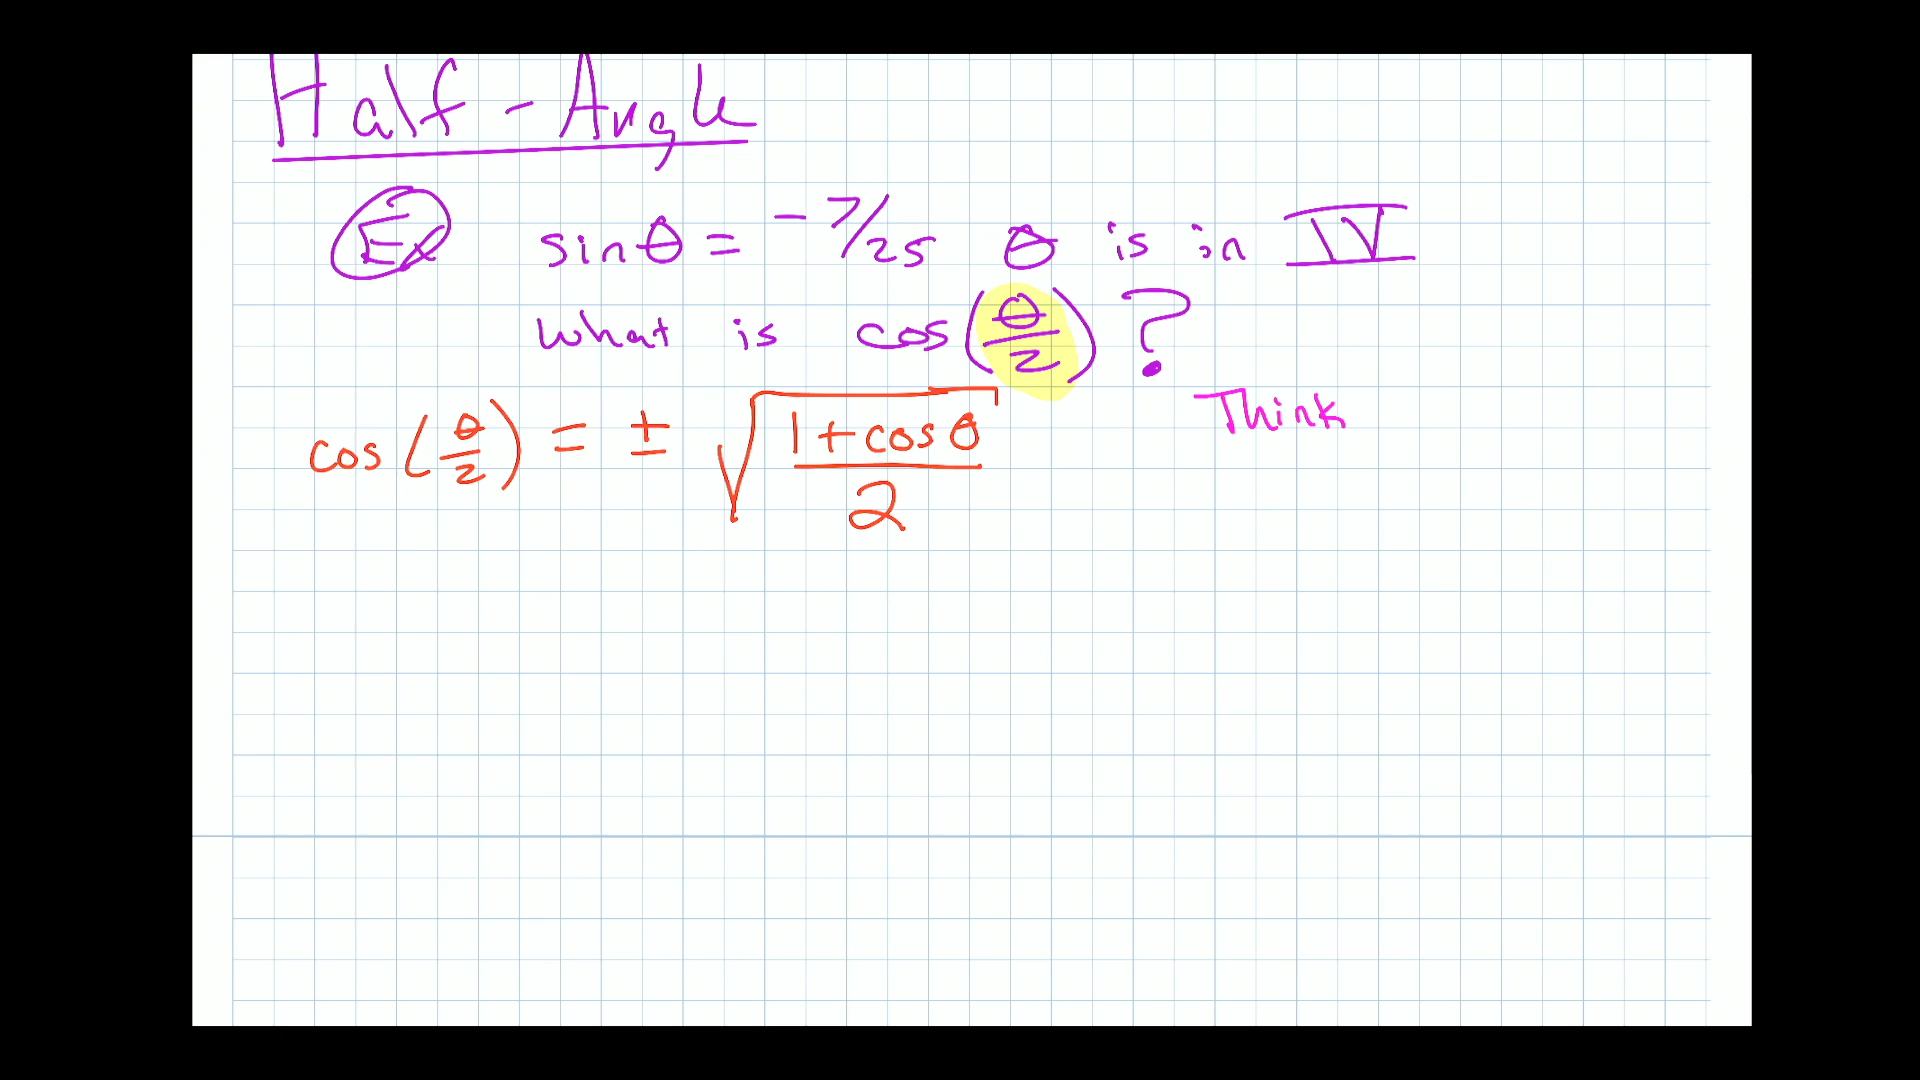 Half-Angle
Ex sinθ = -7/25 θ is in IV
What is cos(θ/2)?
Think
cos(θ/2) = ± √((1+cosθ)/2)